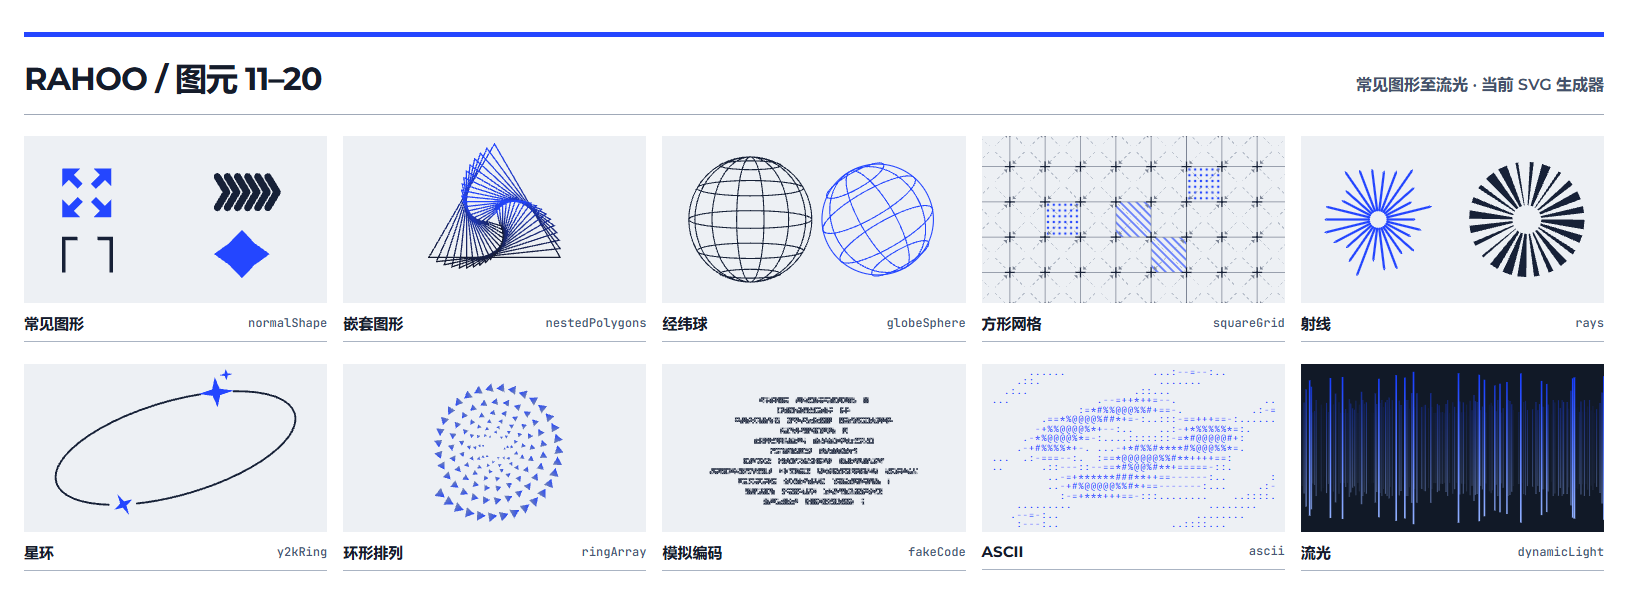 RAHOO / 图元 11–20
常见图形至流光 · 当前 SVG 生成器
常见图形 normalShape
嵌套图形 nestedPolygons
经纬球 globeSphere
方形网格 squareGrid
射线 rays
星环 y2kRing
环形排列 ringArray
模拟编码 fakeCode
ASCII ascii
流光 dynamicLight